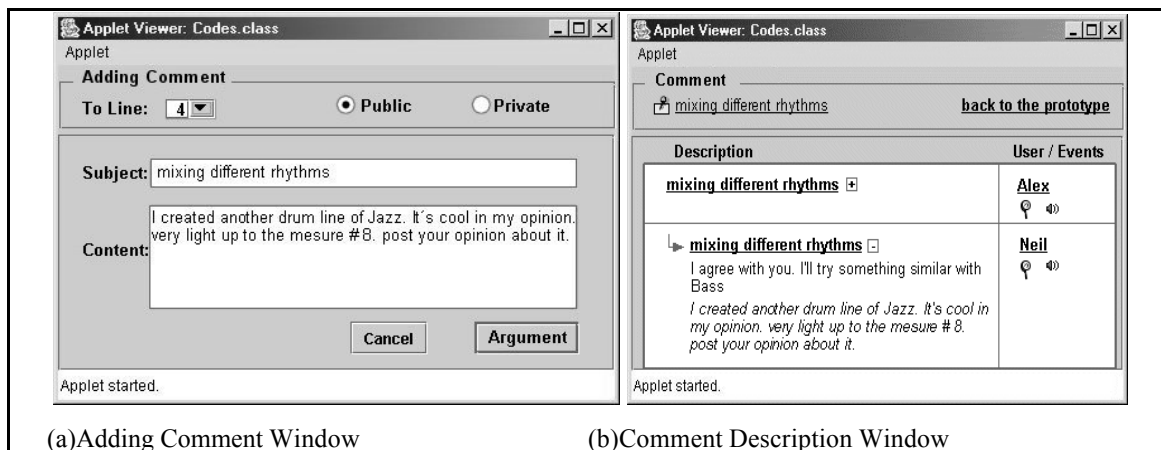 Applet Viewer: Codes.class
Applet
Adding Comment
To Line: 4 Public Private
Subject: mixing different rhythms
Content:
I created another drum line of Jazz. It´s cool in my opinion.
very light up to the mesure #8. post your opinion about it.
Cancel Argument
Applet started.
(a)Adding Comment Window
Applet Viewer: Codes.class
Applet
Comment
mixing different rhythms back to the prototype
Description User / Events
mixing different rhythms + Alex
mixing different rhythms - Neil
I agree with you. I'll try something similar with
Bass
I created another drum line of Jazz. It's cool in
my opinion. very light up to the mesure # 8.
post your opinion about it.
Applet started.
(b)Comment Description Window